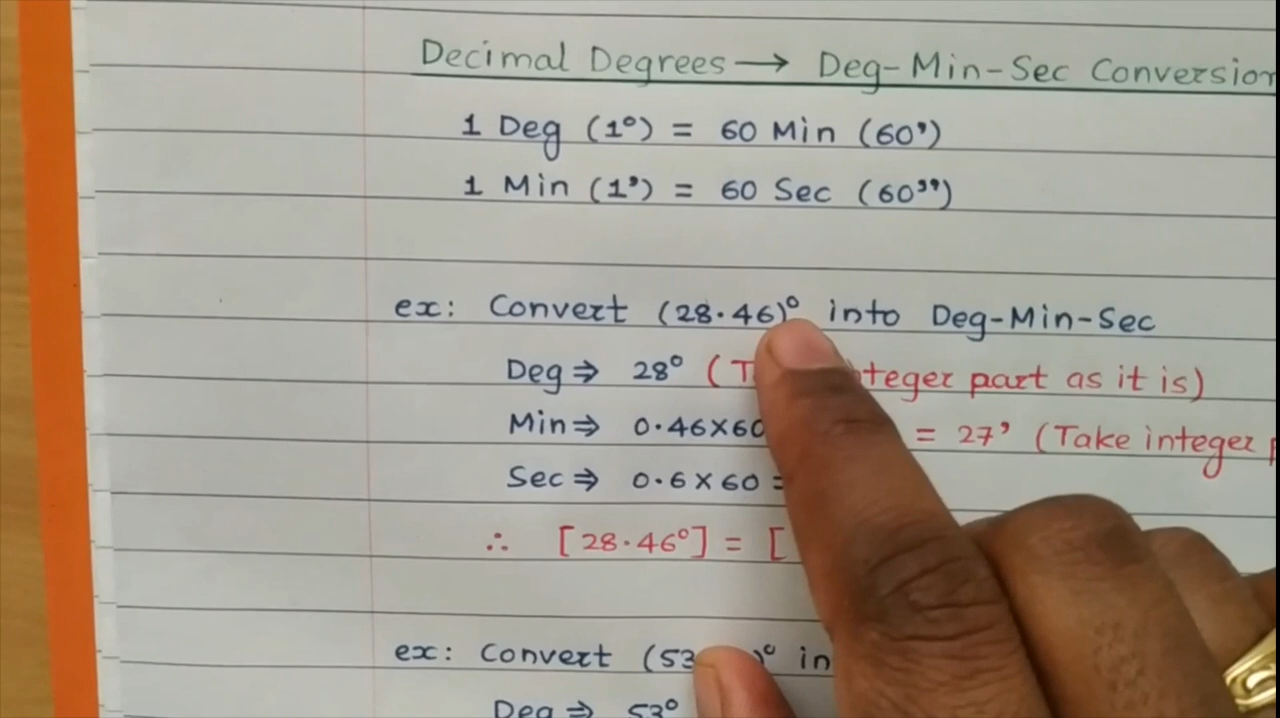 Decimal Degrees → Deg-Min-Sec Conversion
1 Deg (1°) = 60 Min (60')
1 Min (1') = 60 Sec (60'')
ex: Convert (28.46)° into Deg-Min-Sec
Deg ⇒ 28° ( integer part as it is)
Min ⇒ 0.46×60 = 27' (Take integer
Sec ⇒ 0.6×60 =
∴ [28.46°] = [
ex: Convert (53 )° in
Deg ⇒ 53°